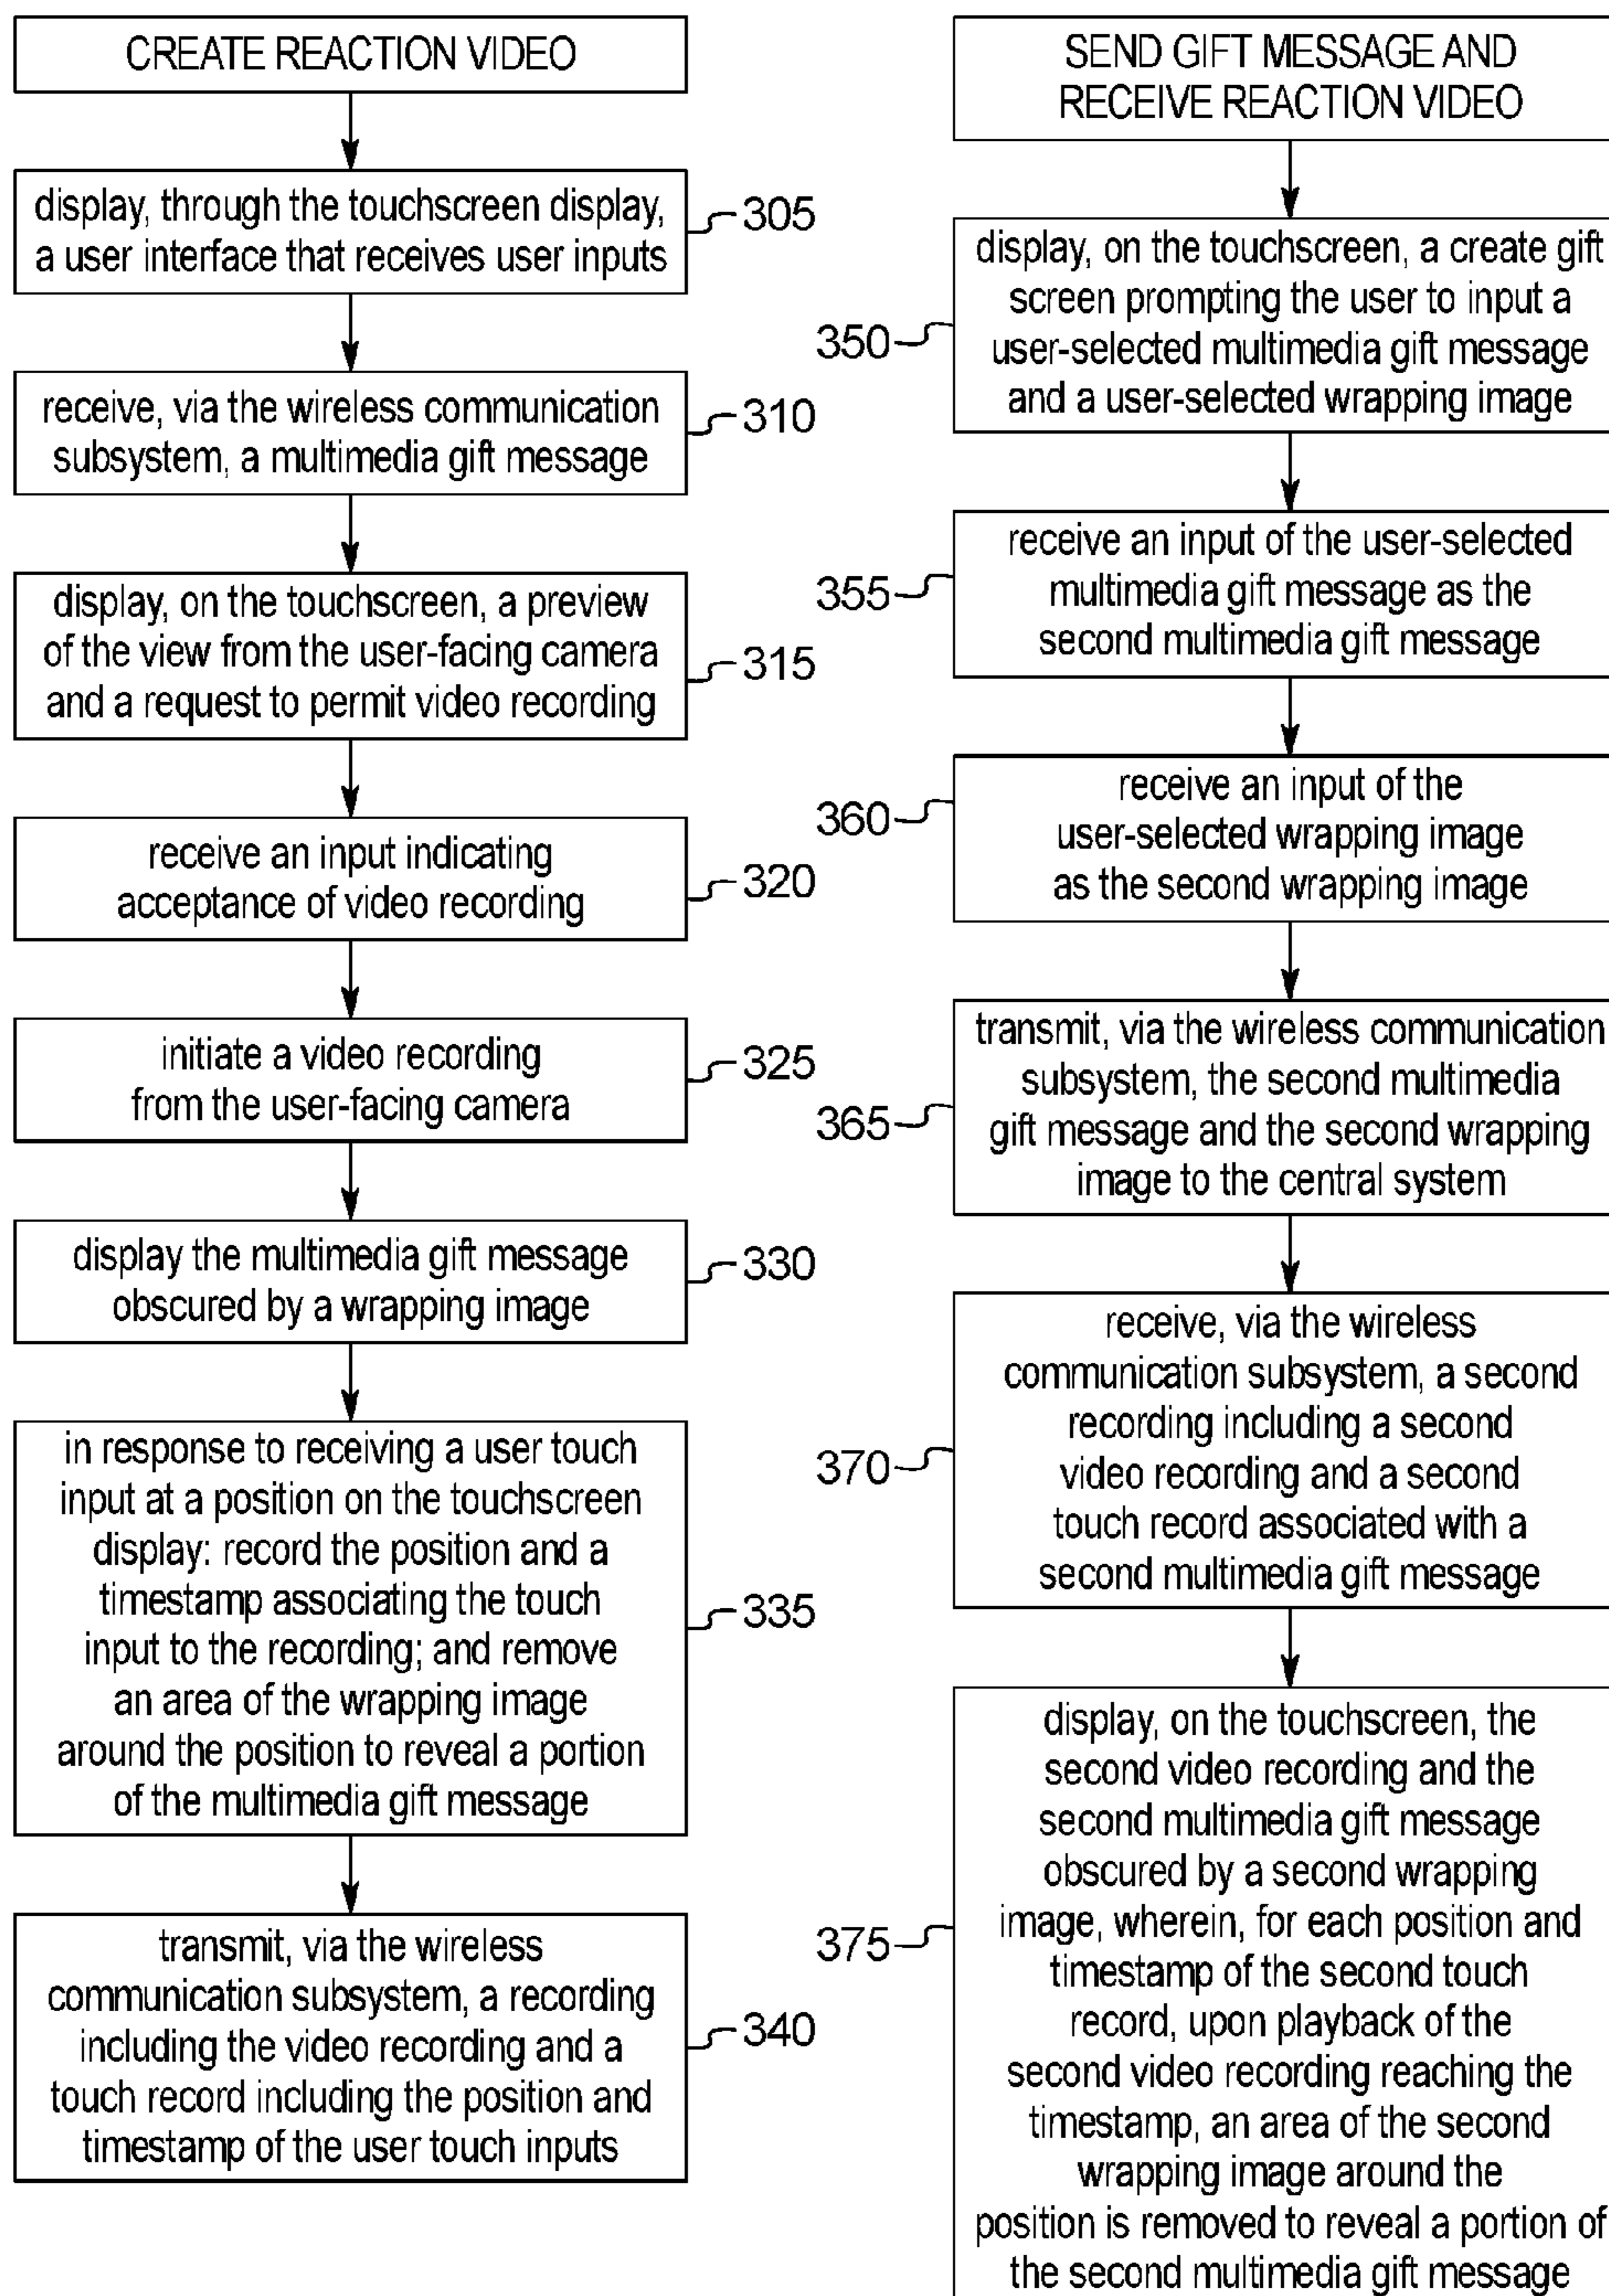 CREATE REACTION VIDEO
display, through the touchscreen display,
a user interface that receives user inputs
305
receive, via the wireless communication
subsystem, a multimedia gift message
310
display, on the touchscreen, a preview
of the view from the user-facing camera
and a request to permit video recording
315
receive an input indicating
acceptance of video recording
320
initiate a video recording
from the user-facing camera
325
display the multimedia gift message
obscured by a wrapping image
330
in response to receiving a user touch
input at a position on the touchscreen
display: record the position and a
timestamp associating the touch
input to the recording; and remove
an area of the wrapping image
around the position to reveal a portion
of the multimedia gift message
335
transmit, via the wireless
communication subsystem, a recording
including the video recording and a
touch record including the position and
timestamp of the user touch inputs
340
SEND GIFT MESSAGE AND
RECEIVE REACTION VIDEO
display, on the touchscreen, a create gift
screen prompting the user to input a
user-selected multimedia gift message
and a user-selected wrapping image
350
receive an input of the user-selected
multimedia gift message as the
second multimedia gift message
355
receive an input of the
user-selected wrapping image
as the second wrapping image
360
transmit, via the wireless communication
subsystem, the second multimedia
gift message and the second wrapping
image to the central system
365
receive, via the wireless
communication subsystem, a second
recording including a second
video recording and a second
touch record associated with a
second multimedia gift message
370
display, on the touchscreen, the
second video recording and the
second multimedia gift message
obscured by a second wrapping
image, wherein, for each position and
timestamp of the second touch
record, upon playback of the
second video recording reaching the
timestamp, an area of the second
wrapping image around the
position is removed to reveal a portion of
the second multimedia gift message
375